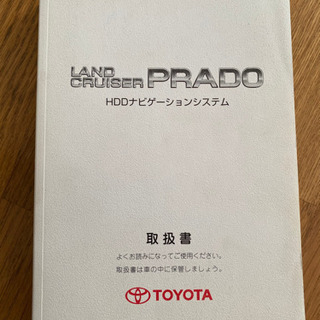 LAND
CRUISER PRADO
HDDナビゲーションシステム
取扱書
よくお読みになってご使用ください。
取扱書は車の中に保管しましょう。
TOYOTA